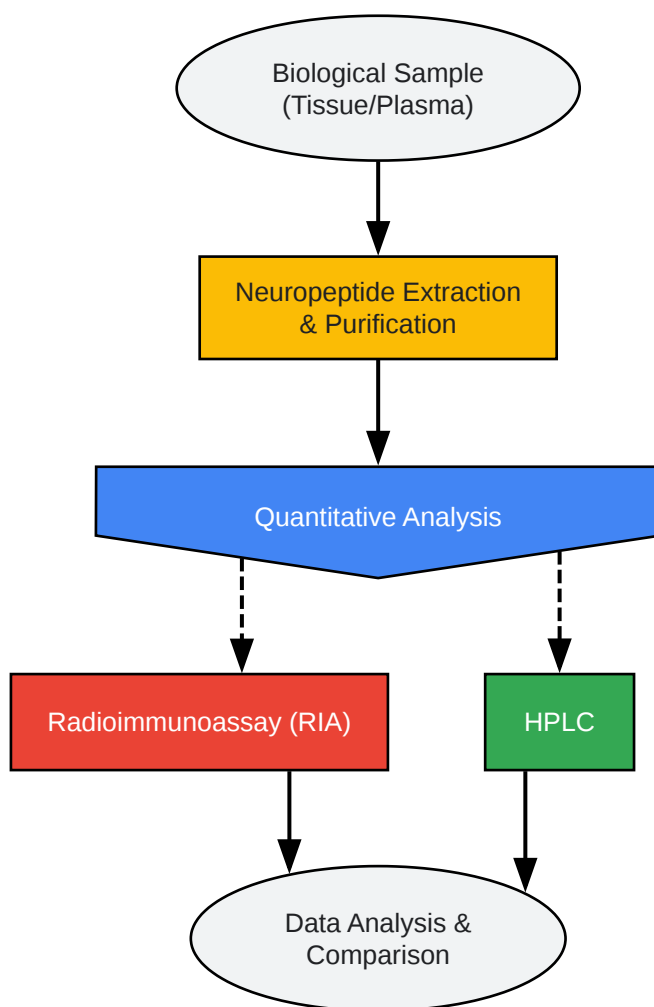 Biological Sample
(Tissue/Plasma)
Neuropeptide Extraction
& Purification
Quantitative Analysis
Radioimmunoassay (RIA)
HPLC
Data Analysis &
Comparison